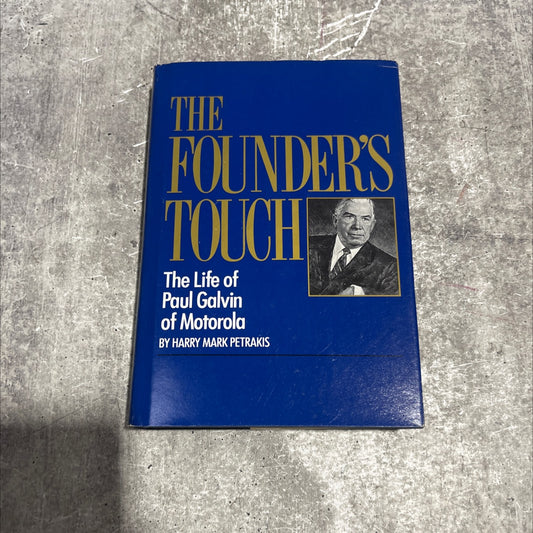 THE
FOUNDER'S
TOUCH
The Life of
Paul Galvin
of Motorola
BY HARRY MARK PETRAKIS